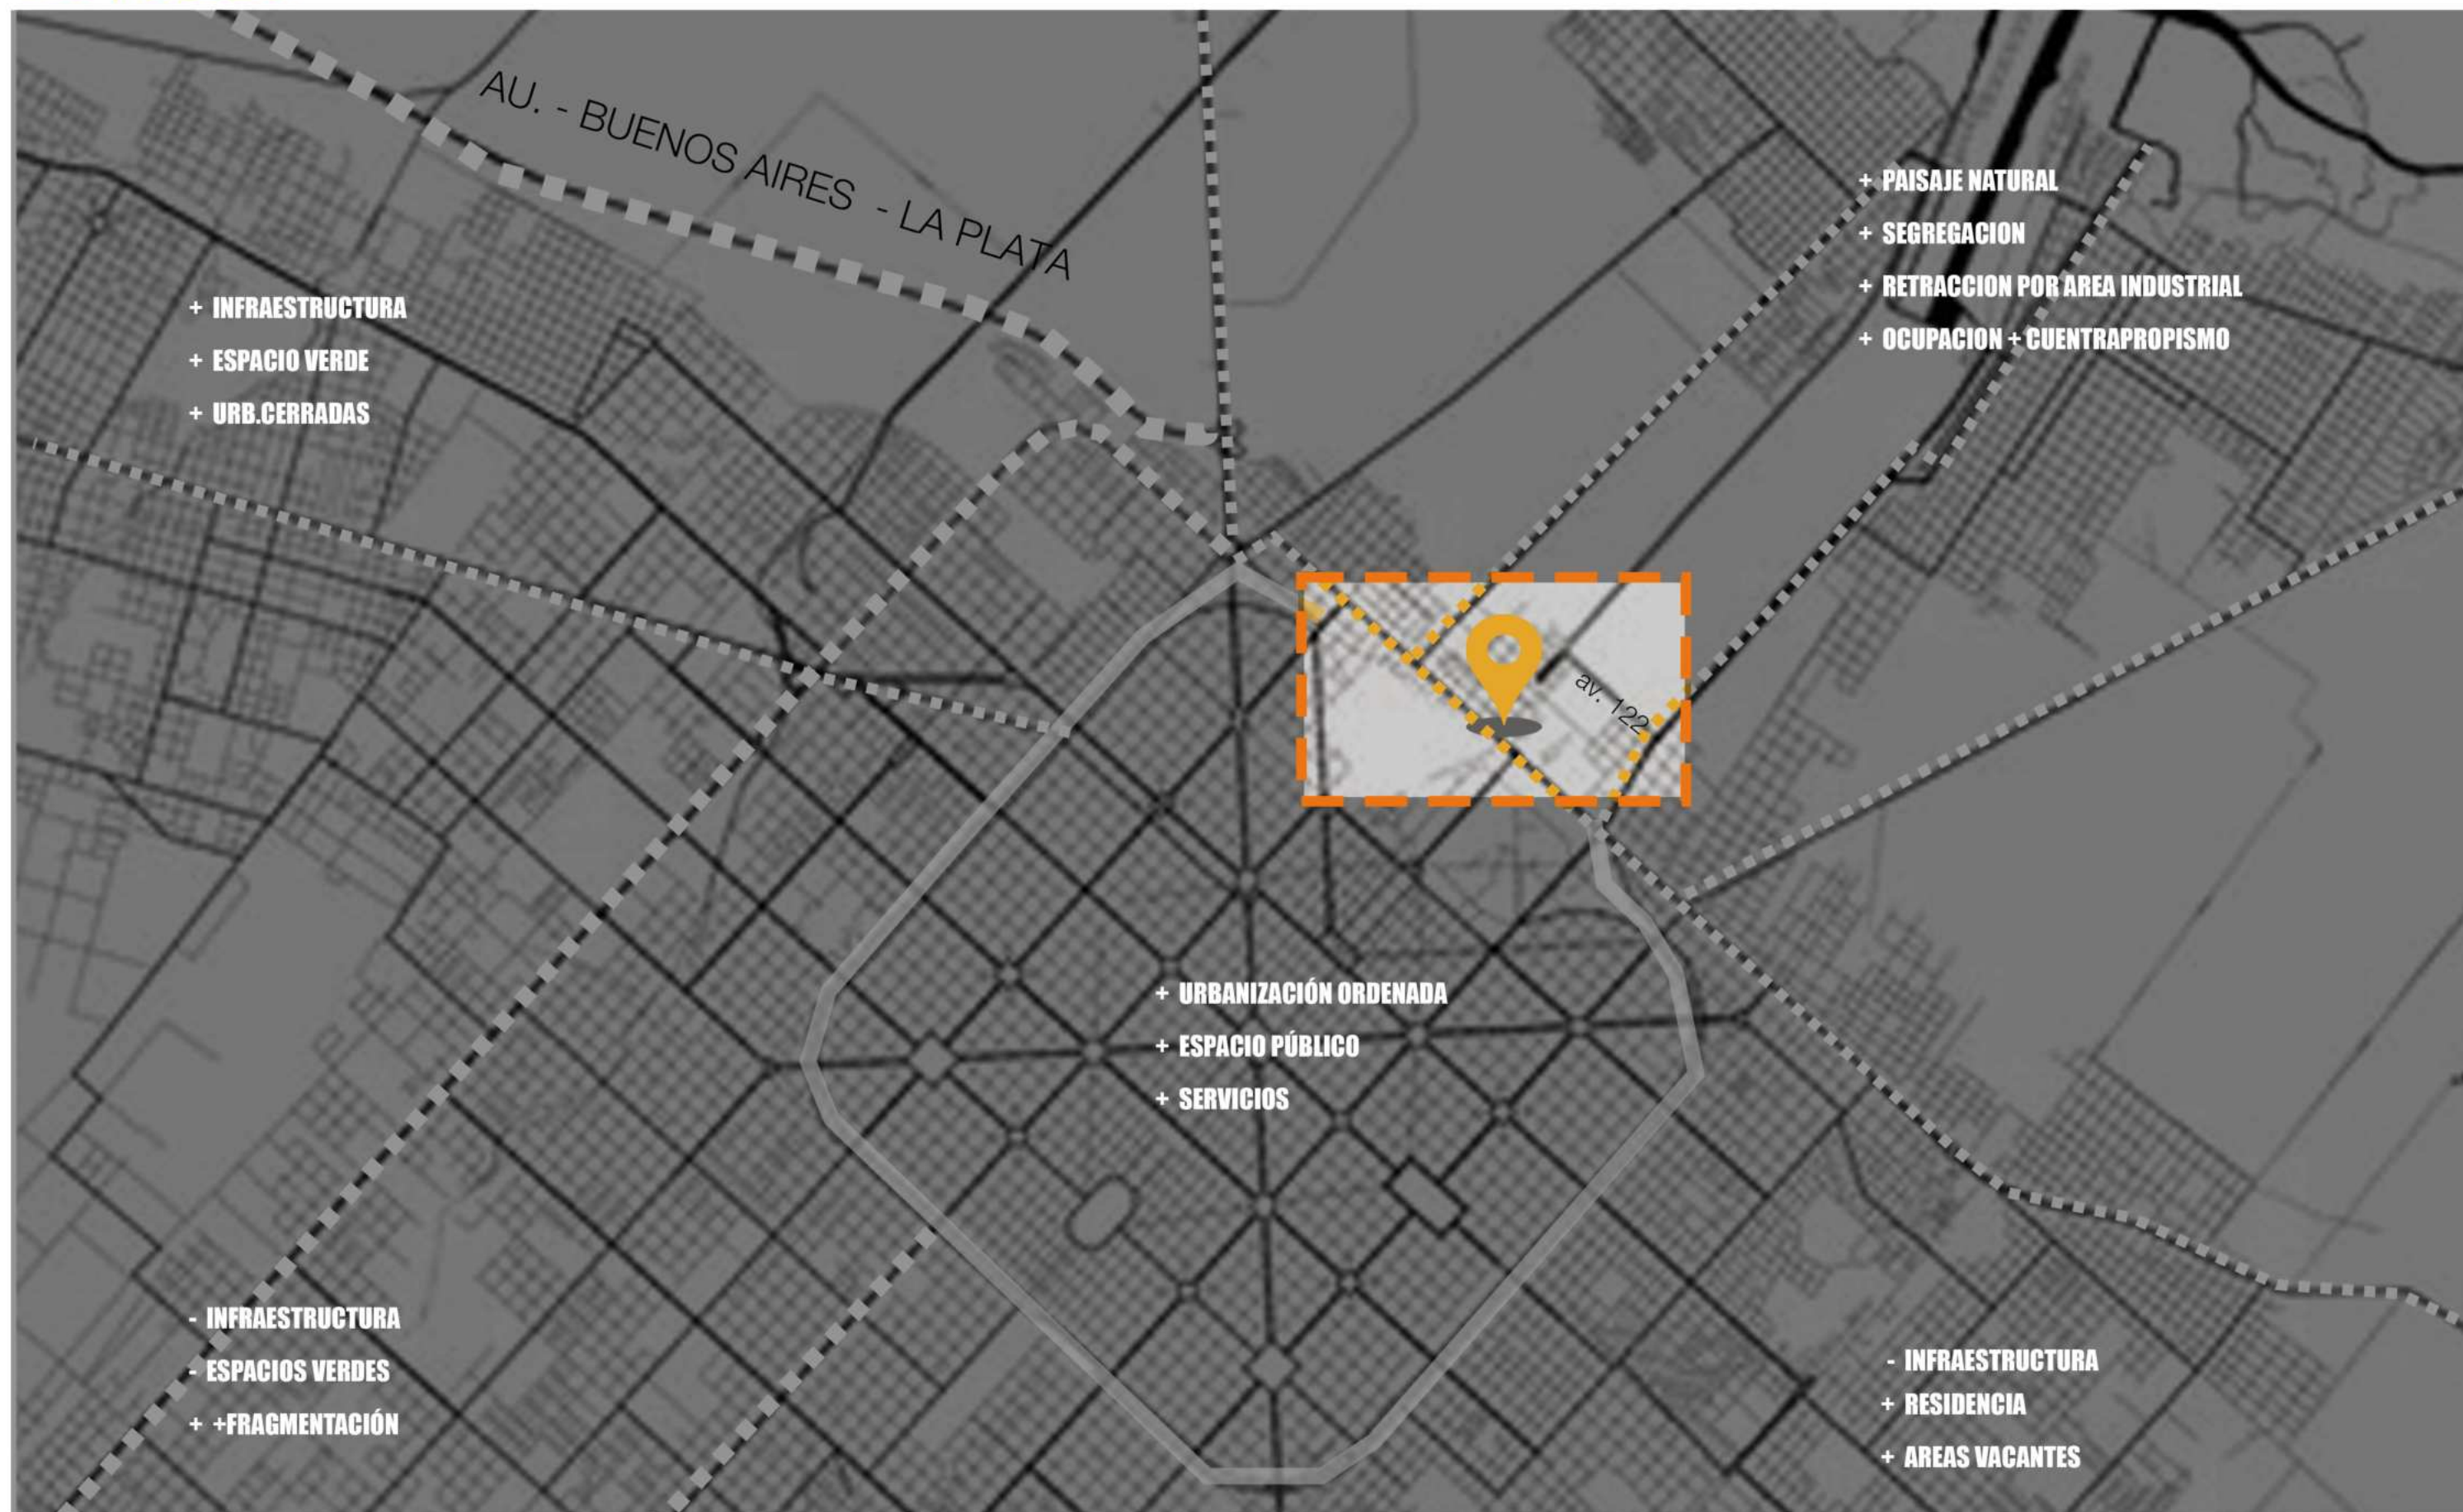 AU. - BUENOS AIRES - LA PLATA
+ PAISAJE NATURAL
+ SEGREGACION
+ RETRACCION POR AREA INDUSTRIAL
+ OCUPACION + CUENTRAPROPISMO
+ INFRAESTRUCTURA
+ ESPACIO VERDE
+ URB.CERRADAS
av. 122
+ URBANIZACIÓN ORDENADA
+ ESPACIO PÚBLICO
+ SERVICIOS
- INFRAESTRUCTURA
- ESPACIOS VERDES
+ +FRAGMENTACIÓN
- INFRAESTRUCTURA
+ RESIDENCIA
+ AREAS VACANTES